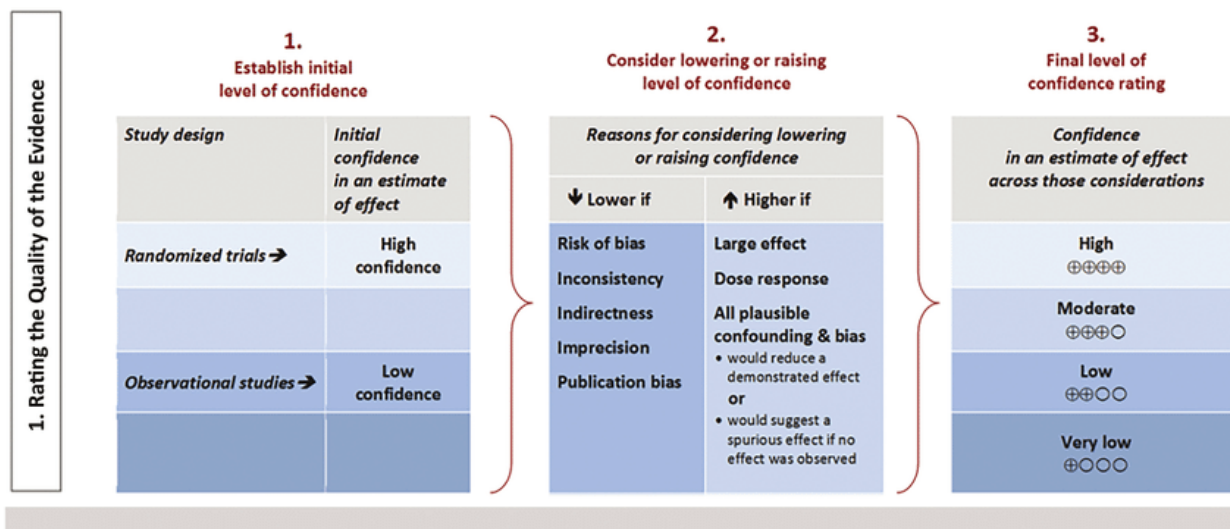 1. Rating the Quality of the Evidence
1.
Establish initial
level of confidence
Study design
Initial
confidence
in an estimate
of effect
Randomized trials ➔
High
confidence
Observational studies ➔
Low
confidence
2.
Consider lowering or raising
level of confidence
Reasons for considering lowering
or raising confidence
🡇 Lower if
🡅 Higher if
Risk of bias
Inconsistency
Indirectness
Imprecision
Publication bias
Large effect
Dose response
All plausible
confounding & bias
• would reduce a
demonstrated effect
or
• would suggest a
spurious effect if no
effect was observed
3.
Final level of
confidence rating
Confidence
in an estimate of effect
across those considerations
High
⊕⊕⊕⊕
Moderate
⊕⊕⊕○
Low
⊕⊕○○
Very low
⊕○○○